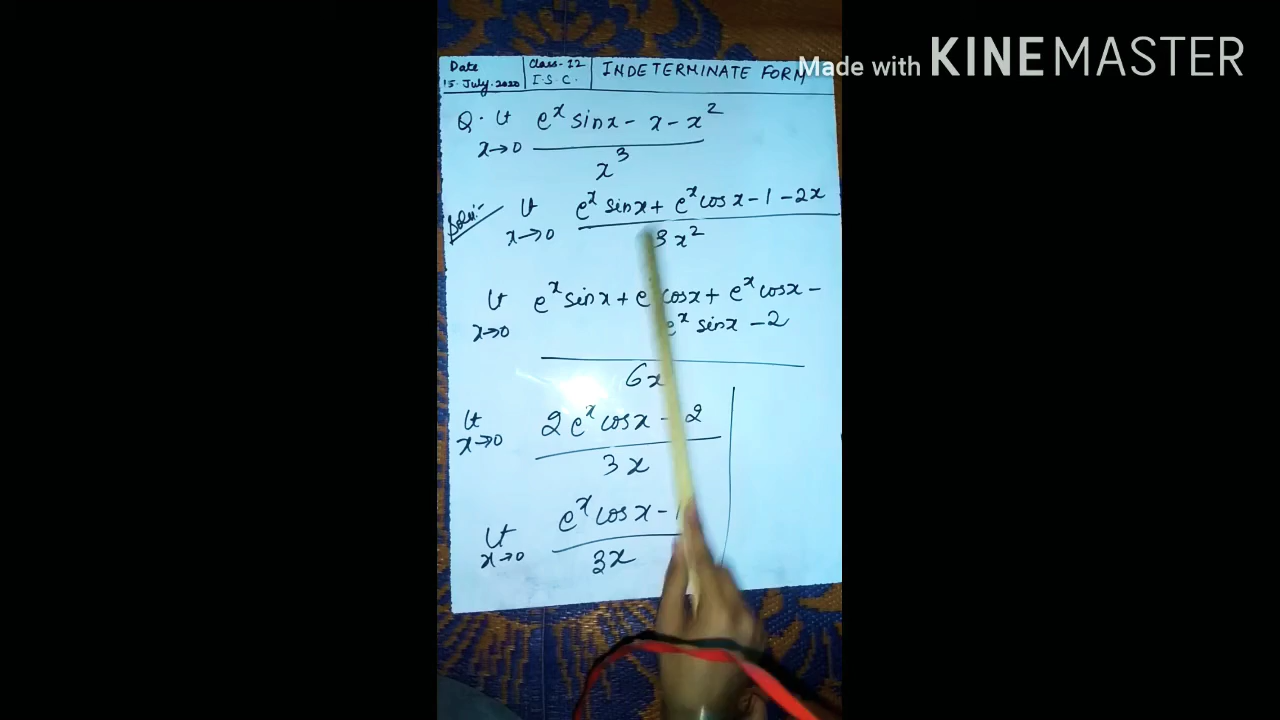 Made with KINEMASTER
Date
15. July. 2020
Class-12
I.S.C.
INDETERMINATE FORM
Q. Lt x→0 (e^x sin x - x - x^2) / x^3
Soln:- Lt x→0 (e^x sin x + e^x cos x - 1 - 2x) / 3x^2
Lt x→0 e^x sin x + e cos x + e^x cos x -
e^x sin x - 2
6x
Lt x→0 (2 e^x cos x - 2) / 3x
Lt x→0 (e^x cos x - 1) / 3x